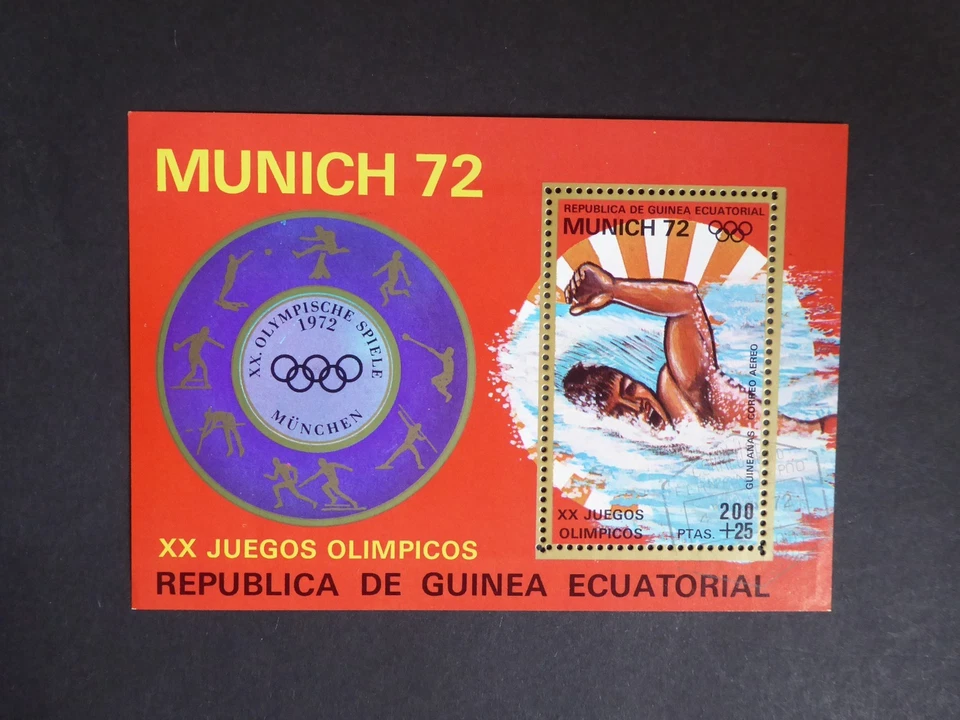 MUNICH 72
XX. OLYMPISCHE SPIELE
1972
MÜNCHEN
XX JUEGOS OLIMPICOS
REPUBLICA DE GUINEA ECUATORIAL
REPUBLICA DE GUINEA ECUATORIAL
MUNICH 72
GUINEANAS CORREO AEREO
XX JUEGOS
OLIMPICOS
PTAS.
200
+25